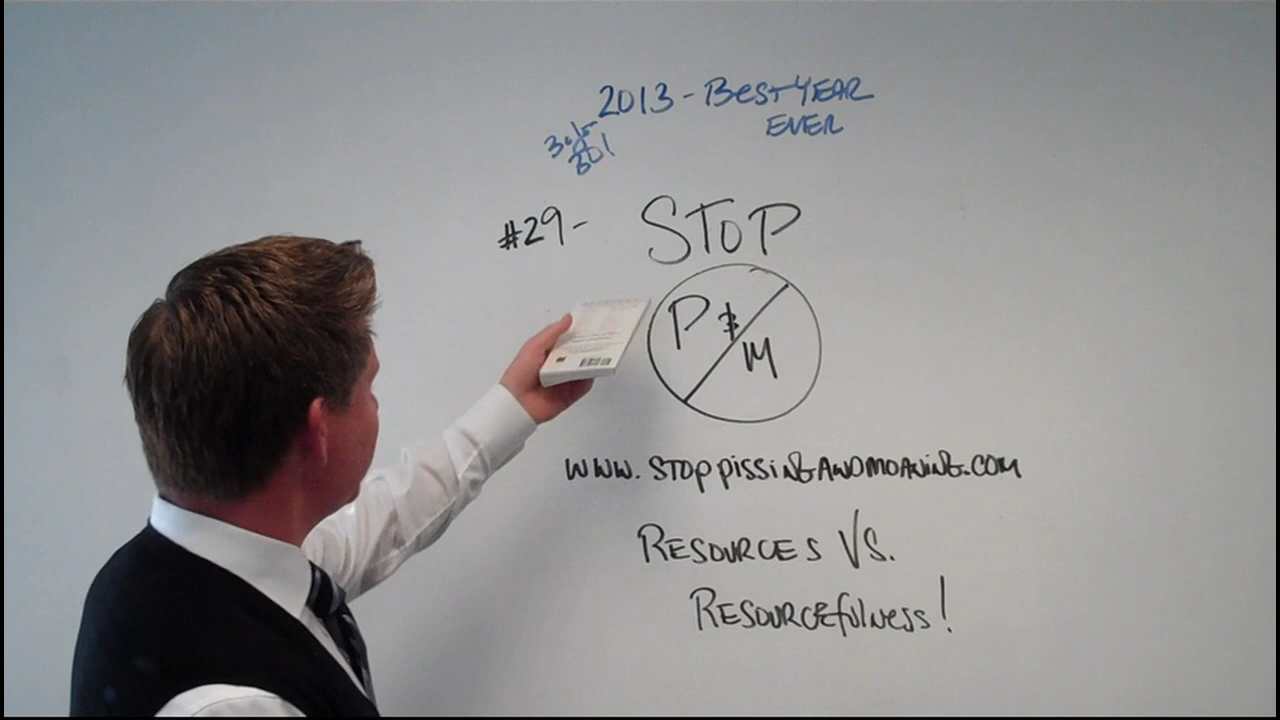 2013 - BEST YEAR
EVER
#29 - STOP
P &
M
WWW.STOPPISSINGANDMOANING.COM
RESOURCES VS.
RESOURCEfulNESS!